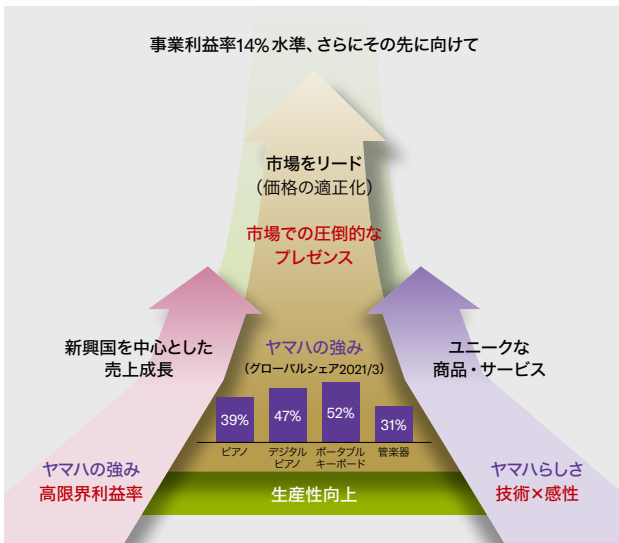 事業利益率14%水準、さらにその先に向けて
市場をリード
（価格の適正化）
市場での圧倒的な
プレゼンス
新興国を中心とした
売上成長
ヤマハの強み
高限界利益率
ヤマハの強み
（グローバルシェア2021/3）
39%
47%
52%
31%
ピアノ
デジタル
ピアノ
ポータブル
キーボード
管楽器
生産性向上
ユニークな
商品・サービス
ヤマハらしさ
技術×感性